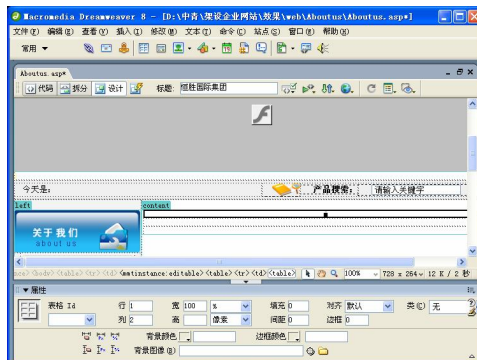 Macromedia Dreamweaver 8 - [D:\中青\架设企业网站\效果\web\Aboutus\Aboutus.asp*]
文件(F) 编辑(E) 查看(V) 插入(I) 修改(M) 文本(T) 命令(C) 站点(S) 窗口(W) 帮助(H)
常用
Aboutus.asp*
代码 拆分 设计 标题: 恒胜国际集团
今天是: 产品搜索: 请输入关键字
left content
关于我们
about us
<body> <table> <tr> <td> <mmtinstance:editable> <table> <tr> <td> <table> 100% 728 x 264 12 K / 2 秒
属性
表格 Id 行 1 宽 100 % 填充 0 对齐 默认 类(C) 无
列 2 高 像素 间距 0 边框 0
背景颜色 边框颜色
背景图像(B)